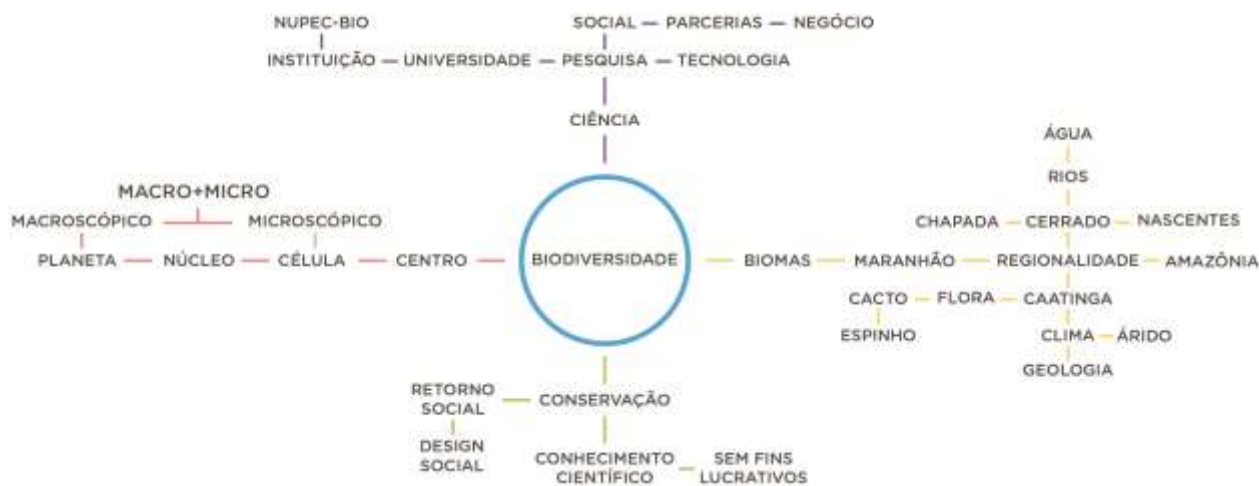 NUPEC-BIO
SOCIAL PARCERIAS NEGÓCIO
INSTITUIÇÃO UNIVERSIDADE PESQUISA TECNOLOGIA
CIÊNCIA
MACRO+MICRO
MACROSCÓPICO MICROSCÓPICO
PLANETA NÚCLEO CÉLULA CENTRO
BIODIVERSIDADE
ÁGUA
RIOS
CHAPADA CERRADO NASCENTES
BIOMAS MARANHÃO REGIONALIDADE AMAZÔNIA
CACTO FLORA CAATINGA
ESPINHO CLIMA ÁRIDO
GEOLOGIA
RETORNO
SOCIAL
CONSERVAÇÃO
DESIGN
SOCIAL
CONHECIMENTO
CIENTÍFICO
SEM FINS
LUCRATIVOS